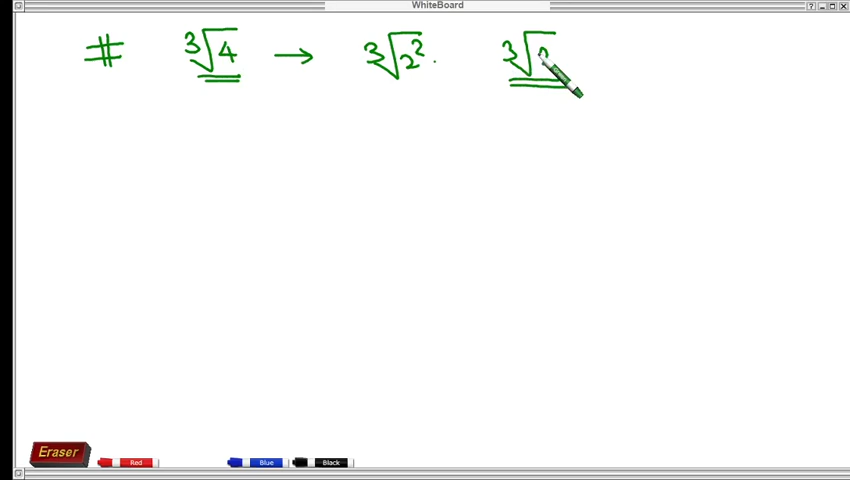 WhiteBoard
# ∛4 → ∛2². ∛
Eraser Red Blue Black